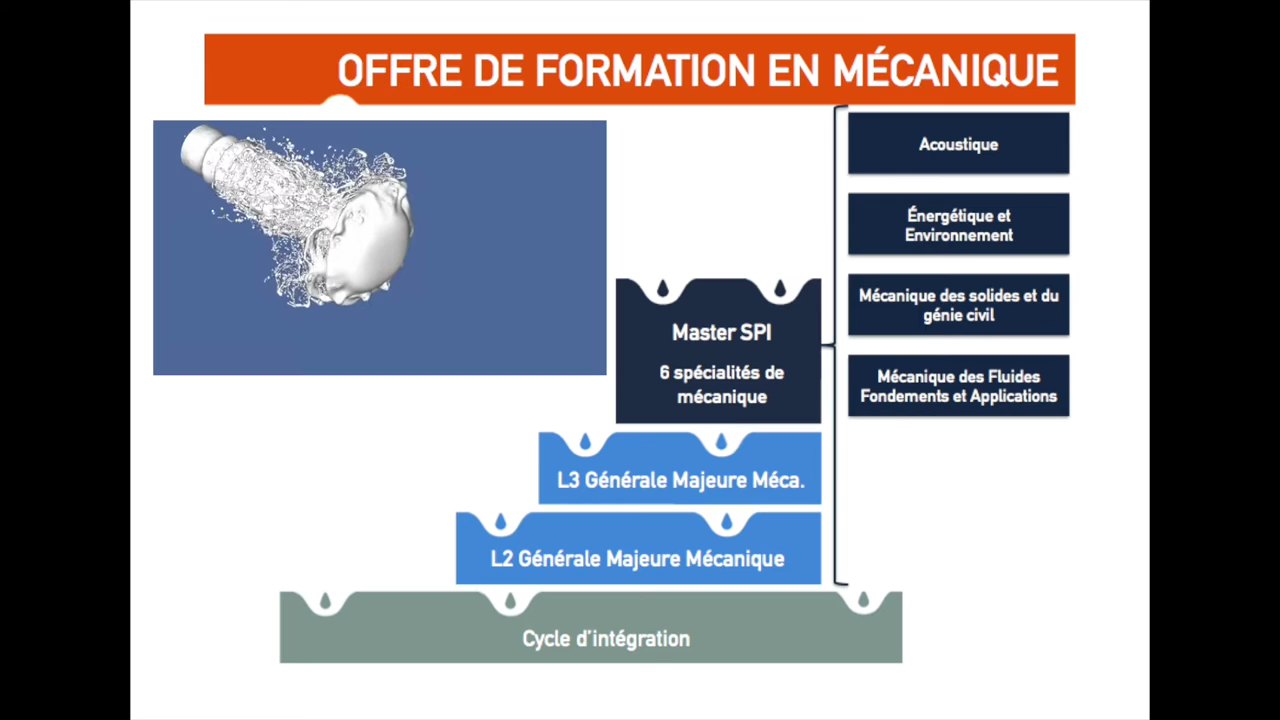 OFFRE DE FORMATION EN MÉCANIQUE
Acoustique
Énergétique et
Environnement
Mécanique des solides et du
génie civil
Mécanique des Fluides
Fondements et Applications
Master SPI
6 spécialités de
mécanique
L3 Générale Majeure Méca.
L2 Générale Majeure Mécanique
Cycle d'intégration